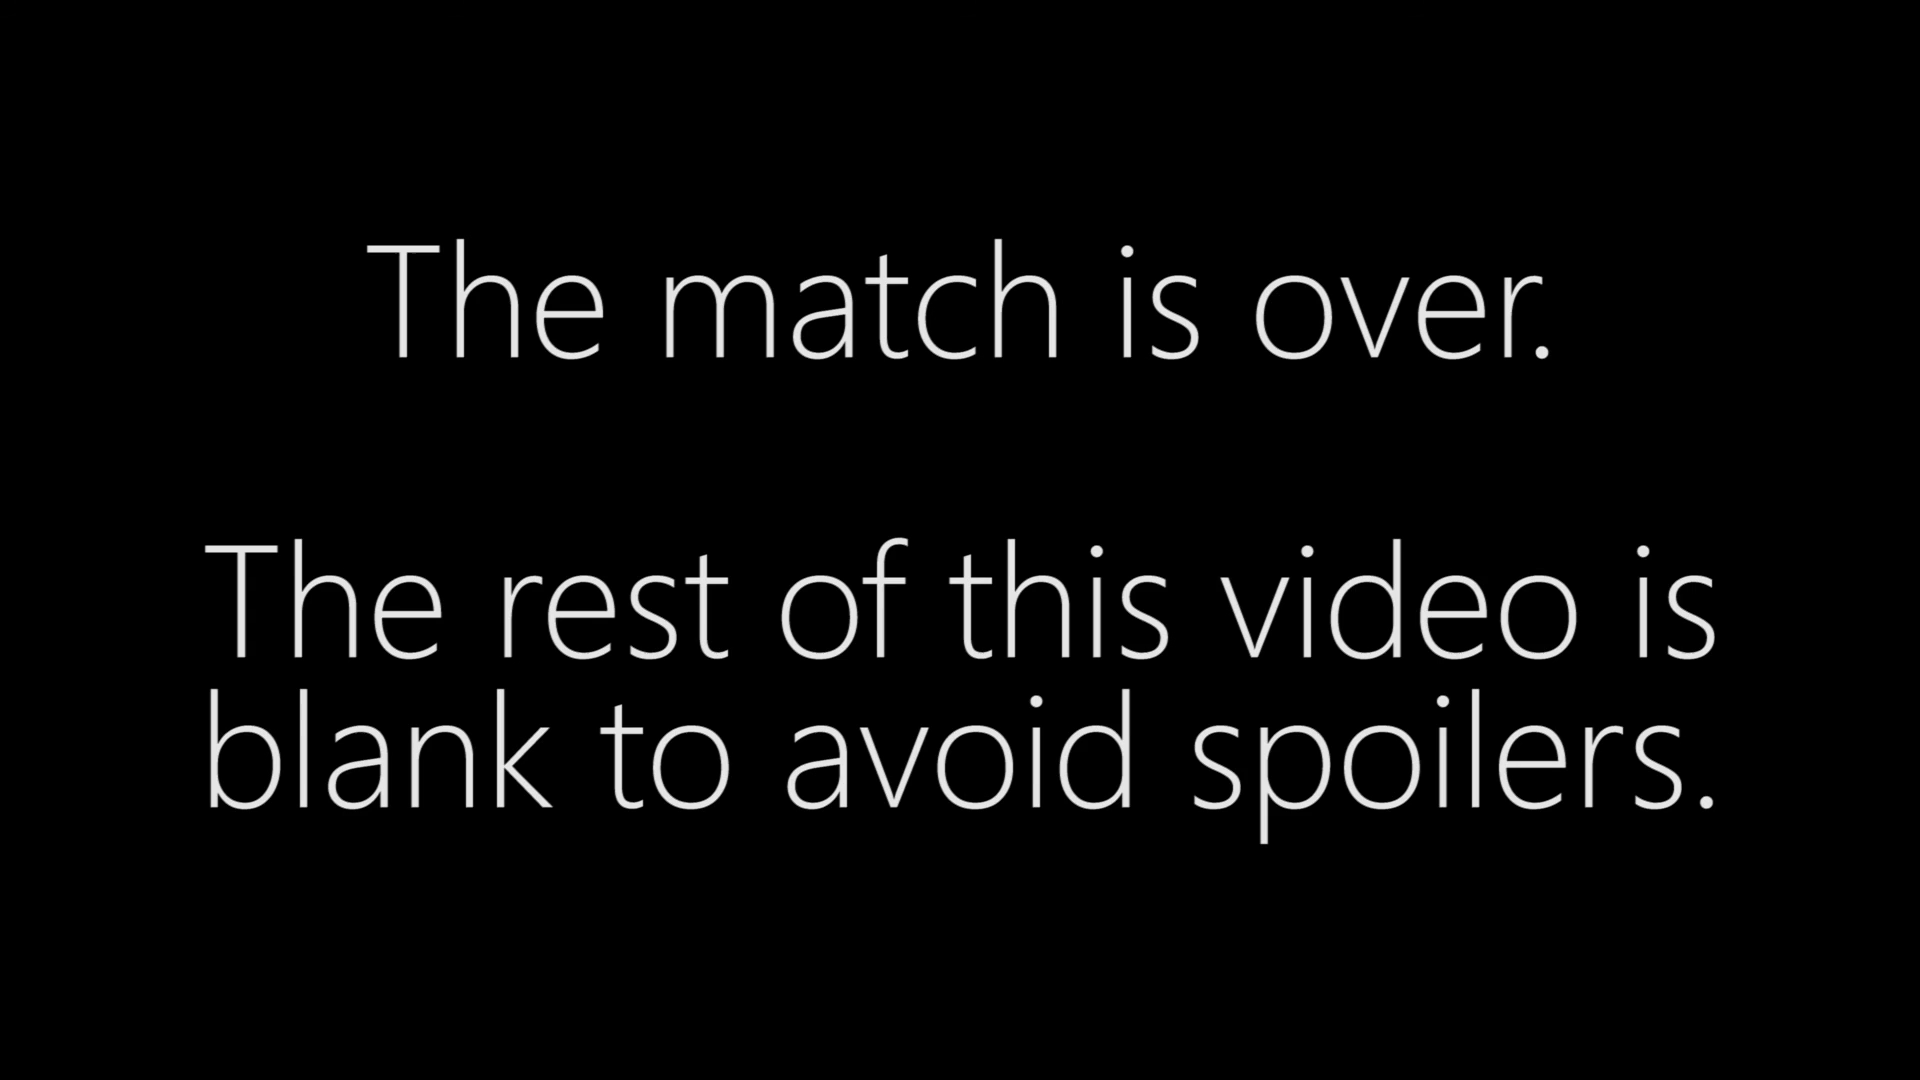 The match is over.
The rest of this video is
blank to avoid spoilers.